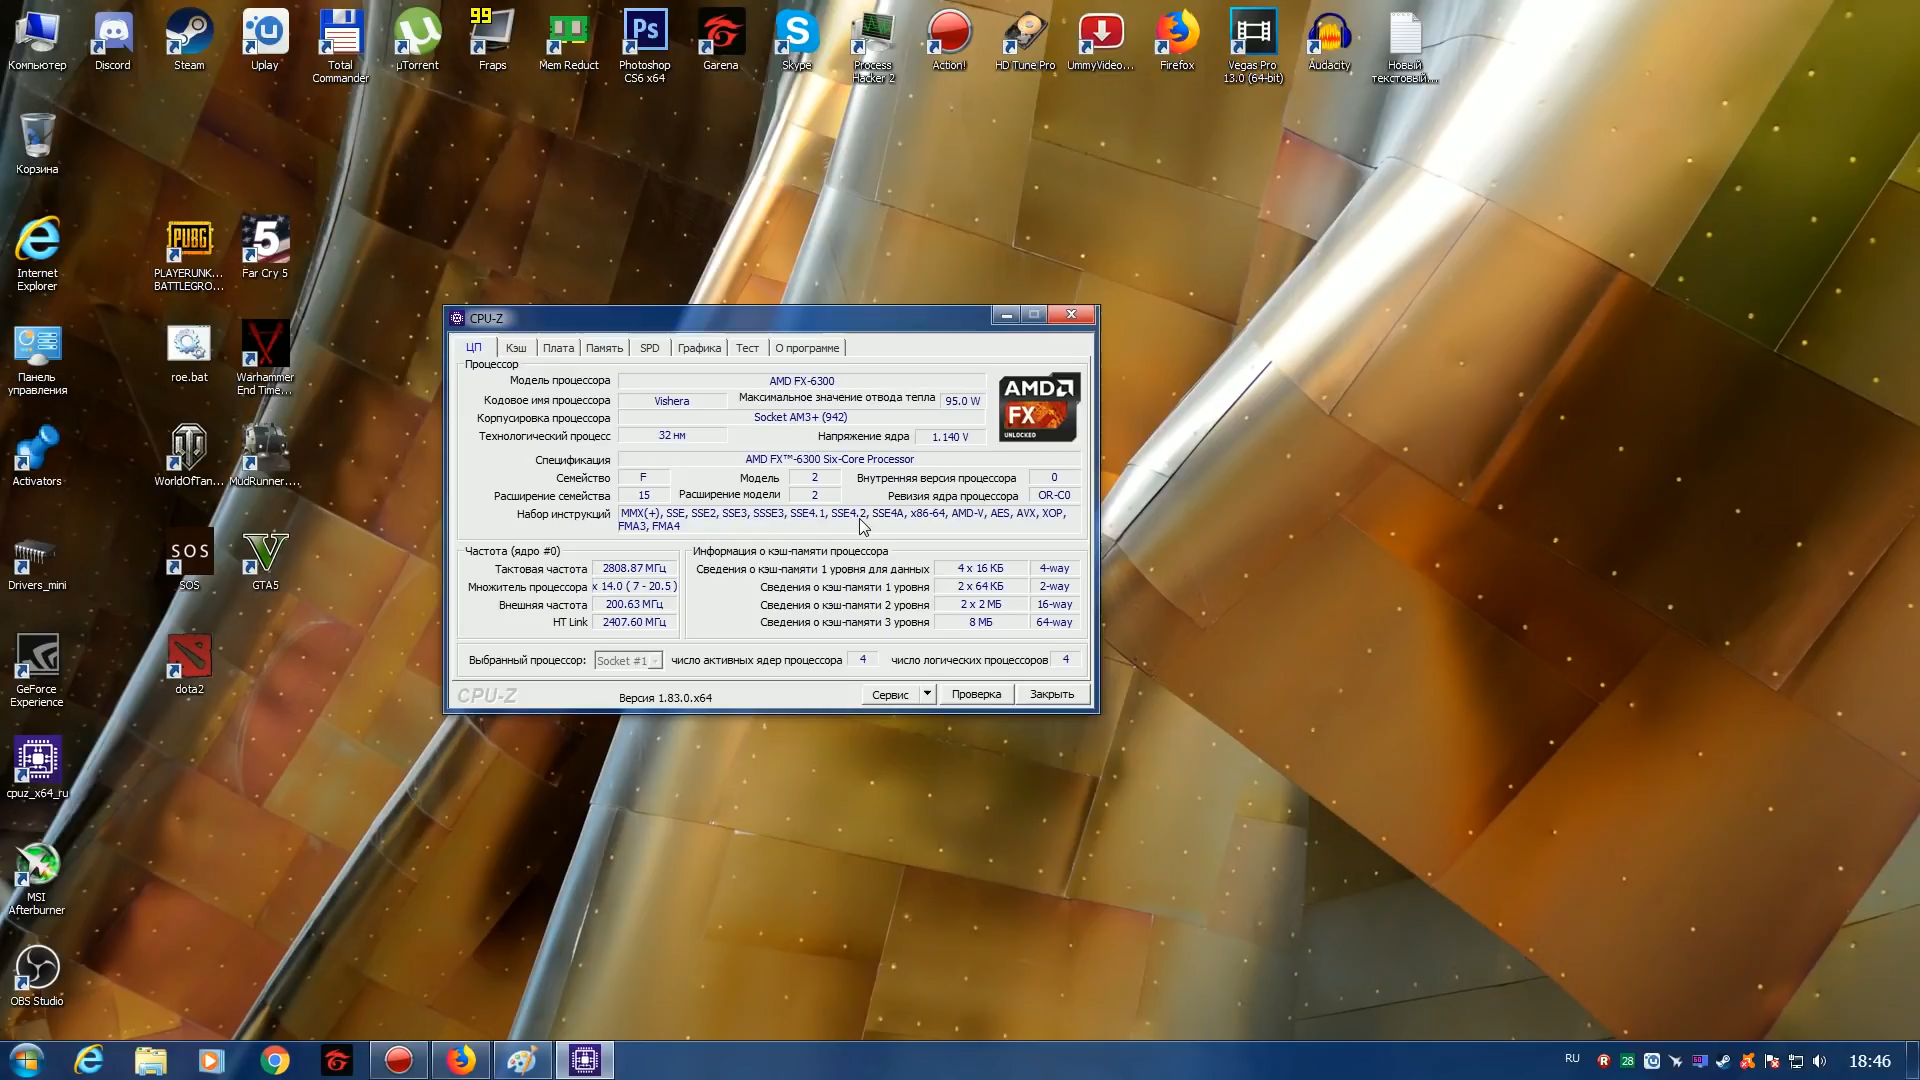 Компьютер
Discord
Steam
Uplay
Total
Commander
µTorrent
99
Fraps
Mem Reduct
Ps
Photoshop
CS6 x64
Garena
Skype
Process
Hacker 2
Action!
HD Tune Pro
UmmyVideo...
Firefox
Vegas Pro
13.0 (64-bit)
Audacity
Новый
текстовый....
Корзина
Internet
Explorer
PUBG
PLAYERUNK...
BATTLEGRO...
5
Far Cry 5
Панель
управления
roe.bat
Warhammer
End Time...
Activators
WorldOfTan...
MudRunner....
Drivers_mini
SOS
SOS
GTA5
GeForce
Experience
dota2
cpuz_x64_ru
MSI
Afterburner
OBS Studio
CPU-Z
ЦП Кэш Плата Память SPD Графика Тест О программе
Процессор
Модель процессора AMD FX-6300
Кодовое имя процессора Vishera Максимальное значение отвода тепла 95.0 W
Корпусировка процессора Socket AM3+ (942)
Технологический процесс 32 нм Напряжение ядра 1.140 V
AMD
FX
UNLOCKED
Спецификация AMD FX™-6300 Six-Core Processor
Семейство F Модель 2 Внутренняя версия процессора 0
Расширение семейства 15 Расширение модели 2 Ревизия ядра процессора OR-C0
Набор инструкций MMX(+), SSE, SSE2, SSE3, SSSE3, SSE4.1, SSE4.2, SSE4A, x86-64, AMD-V, AES, AVX, XOP,
FMA3, FMA4
Частота (ядро #0)
Тактовая частота 2808.87 МГц
Множитель процессора x 14.0 ( 7 - 20.5 )
Внешняя частота 200.63 МГц
HT Link 2407.60 МГц
Информация о кэш-памяти процессора
Сведения о кэш-памяти 1 уровня для данных 4 x 16 КБ 4-way
Сведения о кэш-памяти 1 уровня 2 x 64 КБ 2-way
Сведения о кэш-памяти 2 уровня 2 x 2 МБ 16-way
Сведения о кэш-памяти 3 уровня 8 МБ 64-way
Выбранный процессор: Socket #1 число активных ядер процессора 4 число логических процессоров 4
CPU-Z Версия 1.83.0.x64 Сервис Проверка Закрыть
RU 28 60 18:46